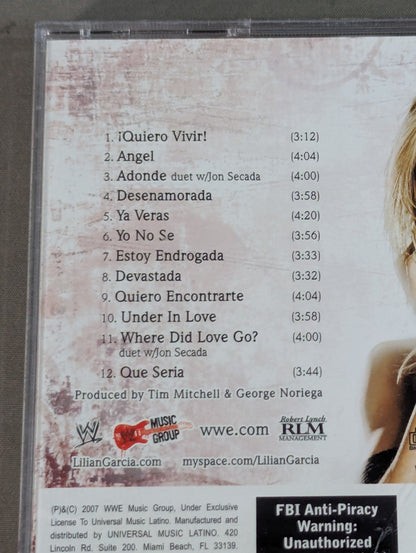 1. ¡Quiero Vivir! (3:12)
2. Angel (4:04)
3. Adonde duet w/Jon Secada (4:00)
4. Desenamorada (3:58)
5. Ya Veras (4:20)
6. Yo No Se (3:56)
7. Estoy Endrogada (3:33)
8. Devastada (3:32)
9. Quiero Encontrarte (4:04)
10. Under In Love (3:58)
11. Where Did Love Go? (4:00)
duet w/Jon Secada
12. Que Seria (3:44)
Produced by Tim Mitchell & George Noriega
MUSIC GROUP
wwe.com
Robert Lynch
RLM
MANAGEMENT
LilianGarcia.com myspace.com/LilianGarcia
(P)&(C) 2007 WWE Music Group, Under Exclusive
License To Universal Music Latino. Manufactured and
distributed by UNIVERSAL MUSIC LATINO. 420
Lincoln Rd. Suite 200. Miami Beach, FL 33139.
FBI Anti-Piracy
Warning:
Unauthorized